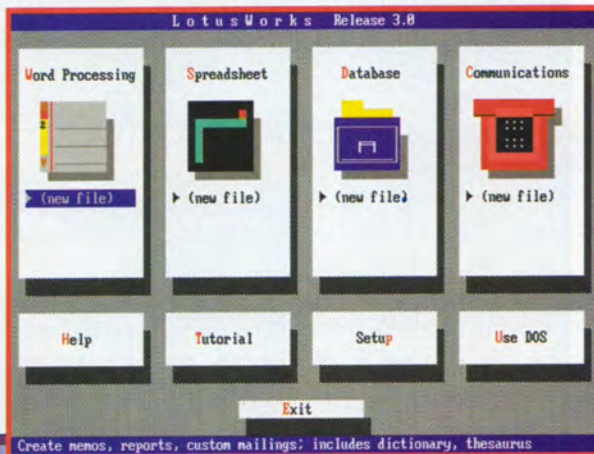 LotusWorks Release 3.0
Word Processing
(new file)
Spreadsheet
(new file)
Database
(new file)
Communications
(new file)
Help
Tutorial
Setup
Use DOS
Exit
Create memos, reports, custom mailings; includes dictionary, thesaurus